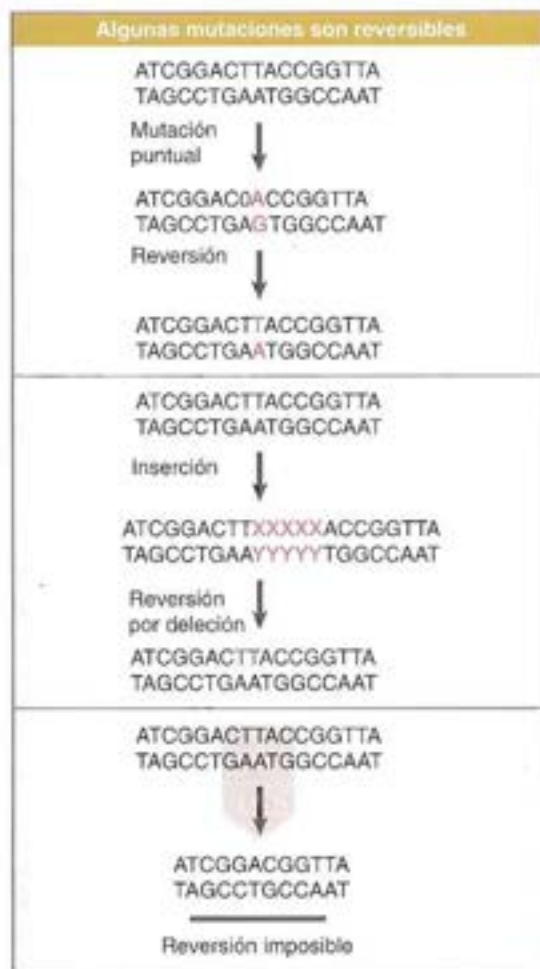 Algunas mutaciones son reversibles
ATCGGACTTACCGGTTA
TAGCCTGAATGGCCAAT
Mutación
puntual
ATCGGAC0ACCGGTTA
TAGCCTGAGTGGCCAAT
Reversión
ATCGGACTTACCGGTTA
TAGCCTGAATGGCCAAT
ATCGGACTTACCGGTTA
TAGCCTGAATGGCCAAT
Inserción
ATCGGACTTXXXXXACCGGTTA
TAGCCTGAAYYYYYTGGCCAAT
Reversión
por deleción
ATCGGACTTACCGGTTA
TAGCCTGAATGGCCAAT
ATCGGACTTACCGGTTA
TAGCCTGAATGGCCAAT
ATCGGACGGTTA
TAGCCTGCCAAT
Reversión imposible